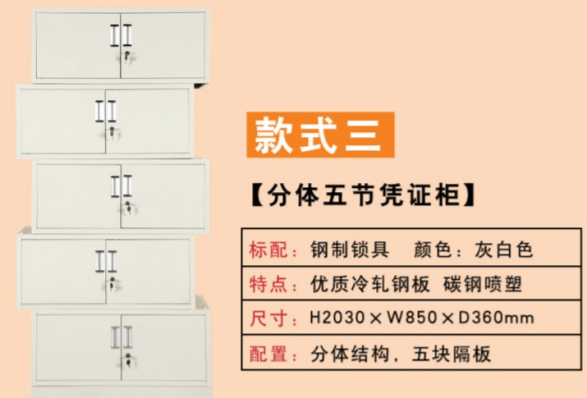 款式三
【分体五节凭证柜】
标配：钢制锁具 颜色：灰白色
特点：优质冷轧钢板 碳钢喷塑
尺寸：H2030×W850×D360mm
配置：分体结构，五块隔板